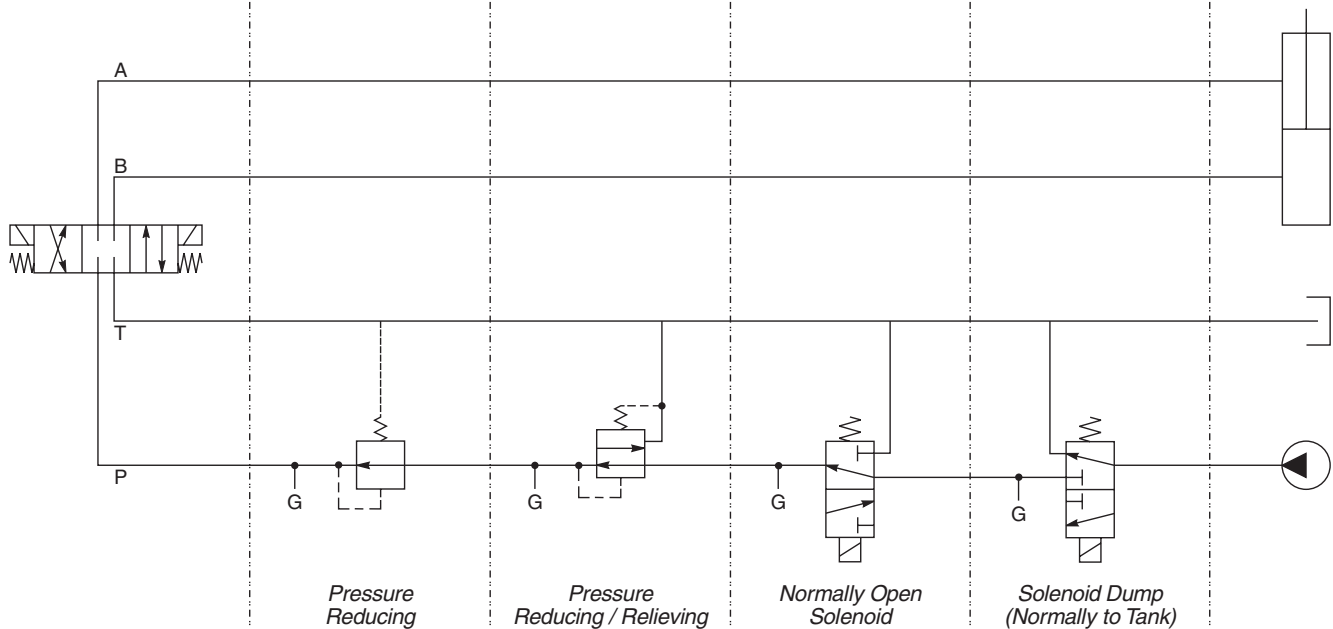 A
B
T
P
G
G
G
G
Pressure
Reducing
Pressure
Reducing / Relieving
Normally Open
Solenoid
Solenoid Dump
(Normally to Tank)